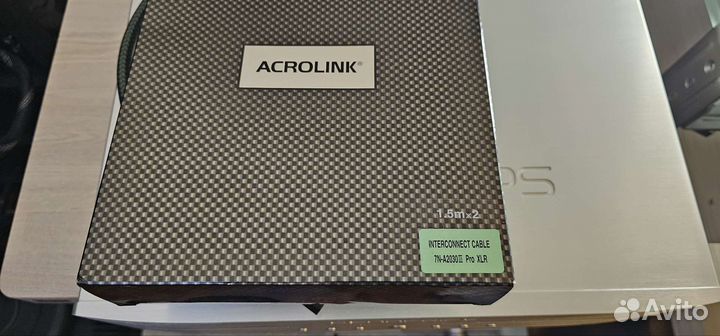 ACROLINK®
1.5m×2
INTERCONNECT CABLE
7N-A2030Ⅲ Pro XLR
Avito